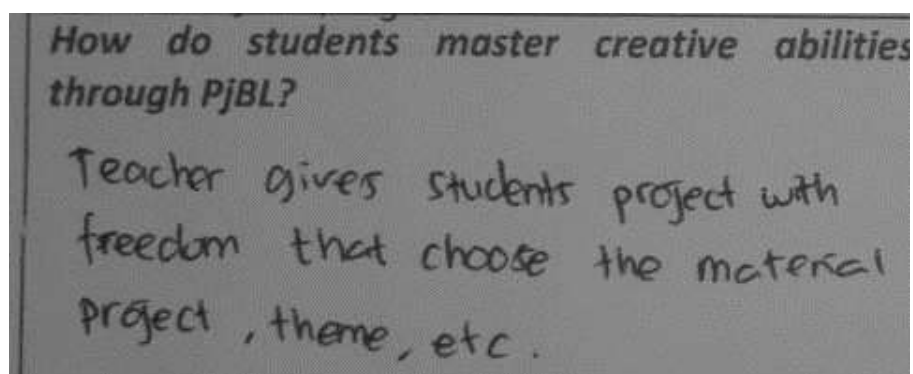 How do students master creative abilities
through PjBL?
Teacher gives students project with
freedom that choose the material
project, theme, etc.